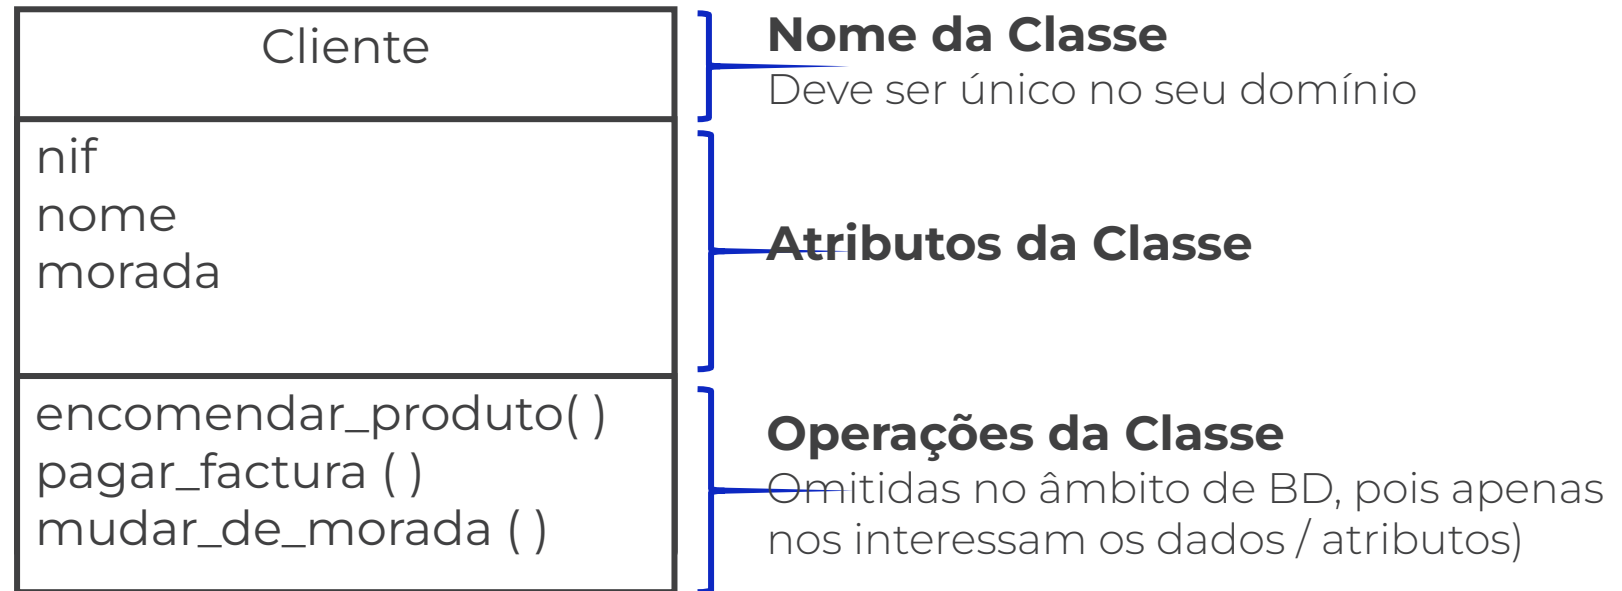 Cliente
nif
nome
morada
encomendar_produto( )
pagar_factura ( )
mudar_de_morada ( )
Nome da Classe
Deve ser único no seu domínio
Atributos da Classe
Operações da Classe
Omitidas no âmbito de BD, pois apenas
nos interessam os dados / atributos)